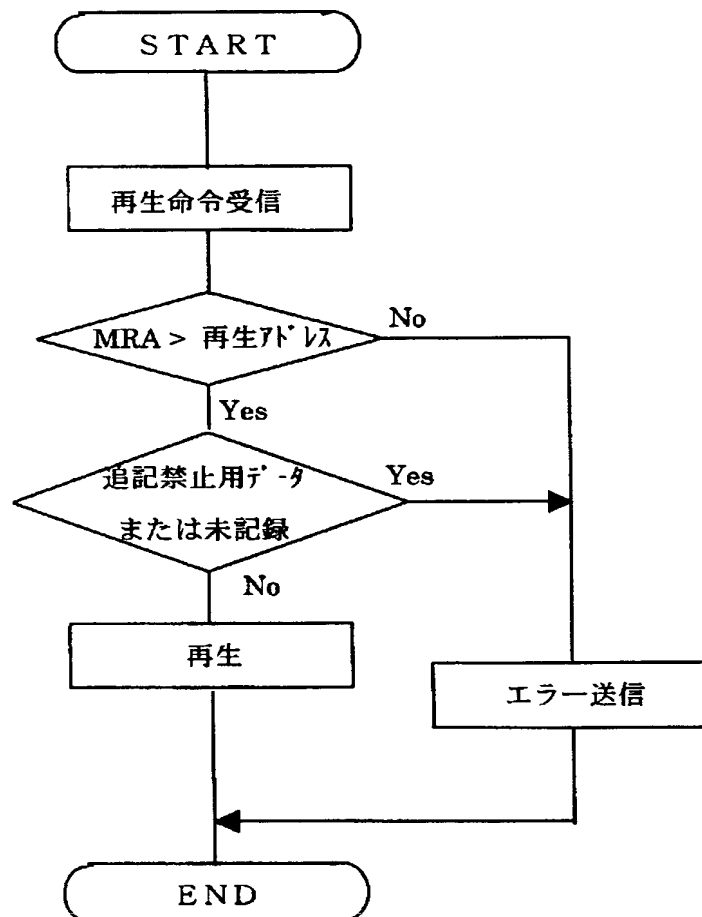 START
再生命令受信
MRA > 再生ｱﾄﾞﾚｽ
No
Yes
追記禁止用ﾃﾞｰﾀ
または未記録
Yes
No
再生
エラー送信
END